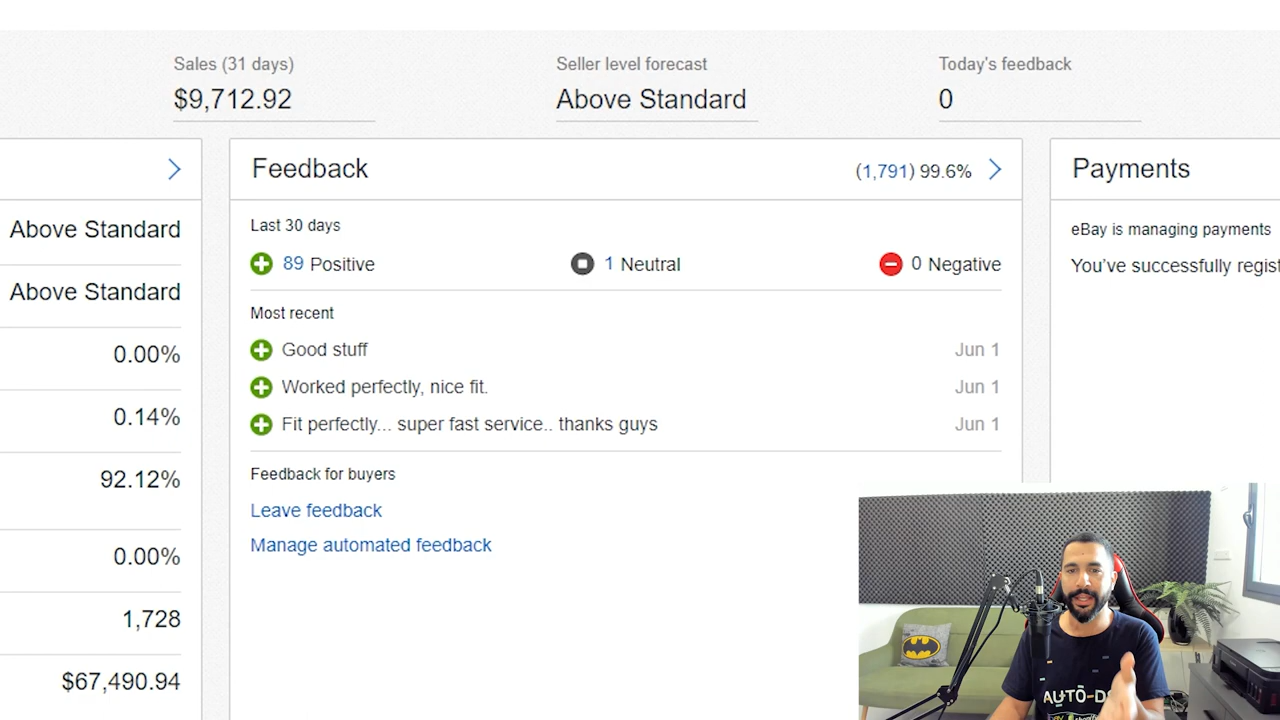 Sales (31 days)
$9,712.92
Seller level forecast
Above Standard
Today's feedback
0
Above Standard
Above Standard
0.00%
0.14%
92.12%
0.00%
1,728
$67,490.94
Feedback
(1,791) 99.6%
Last 30 days
89 Positive
1 Neutral
0 Negative
Most recent
Good stuff
Jun 1
Worked perfectly, nice fit.
Jun 1
Fit perfectly... super fast service.. thanks guys
Jun 1
Feedback for buyers
Leave feedback
Manage automated feedback
Payments
eBay is managing payments
You've successfully regist
AUTŌ-DS